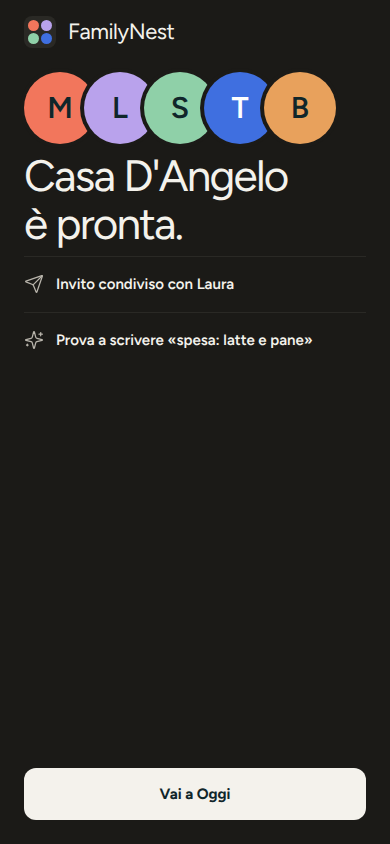 FamilyNest
M L S T B
Casa D'Angelo
è pronta.
Invito condiviso con Laura
Prova a scrivere «spesa: latte e pane»
Vai a Oggi